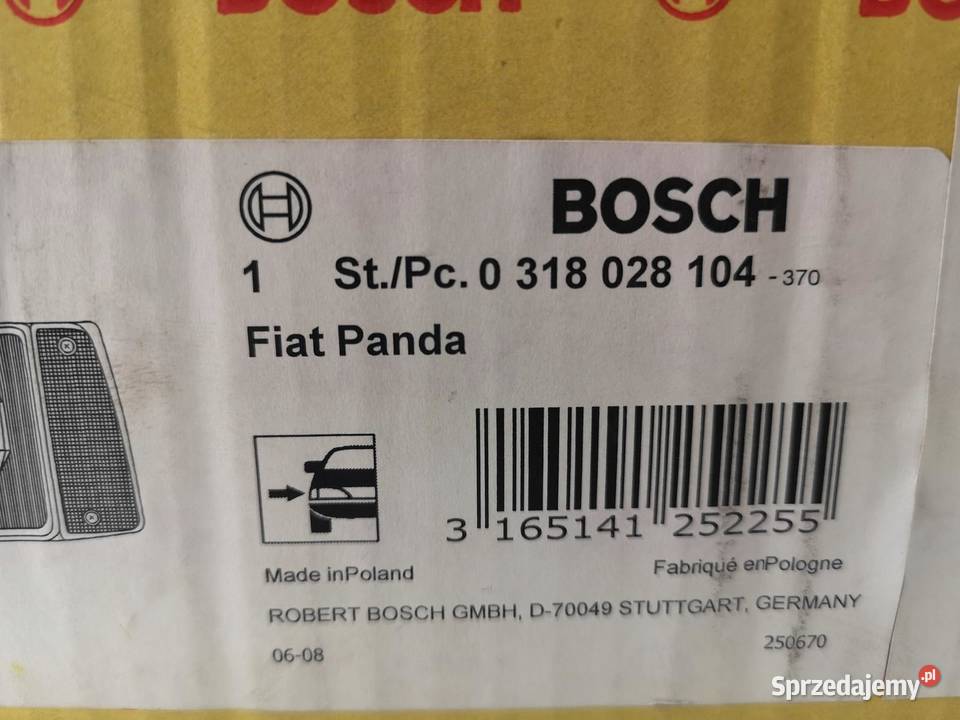 BOSCH
BOSCH
1 St./Pc. 0 318 028 104 - 370
Fiat Panda
3 165141 252255
Made inPoland
Fabriqué enPologne
ROBERT BOSCH GMBH, D-70049 STUTTGART, GERMANY
06-08
250670
Sprzedajemy.pl